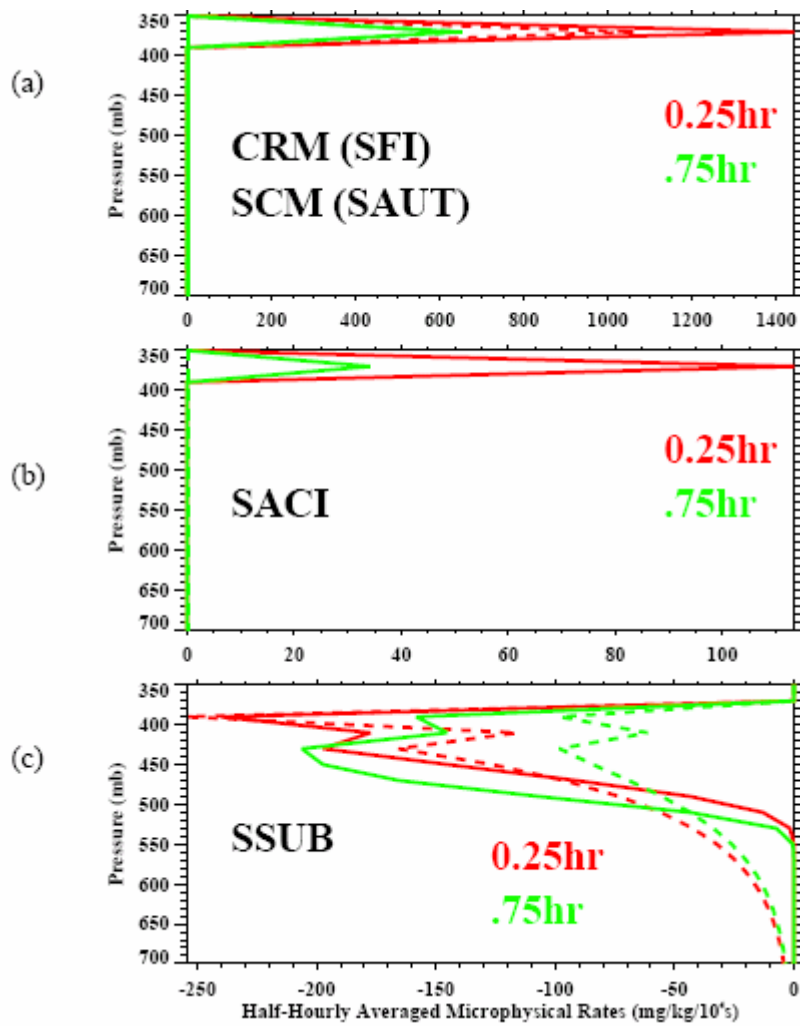 (a)
Pressure (mb)
350
400
450
500
550
600
650
700
CRM (SFI)
SCM (SAUT)
0.25hr
.75hr
0 200 400 600 800 1000 1200 1400
(b)
Pressure (mb)
350
400
450
500
550
600
650
700
SACI
0.25hr
.75hr
0 20 40 60 80 100
(c)
Pressure (mb)
350
400
450
500
550
600
650
700
SSUB
0.25hr
.75hr
-250 -200 -150 -100 -50 0
Half-Hourly Averaged Microphysical Rates (mg/kg/10⁶s)